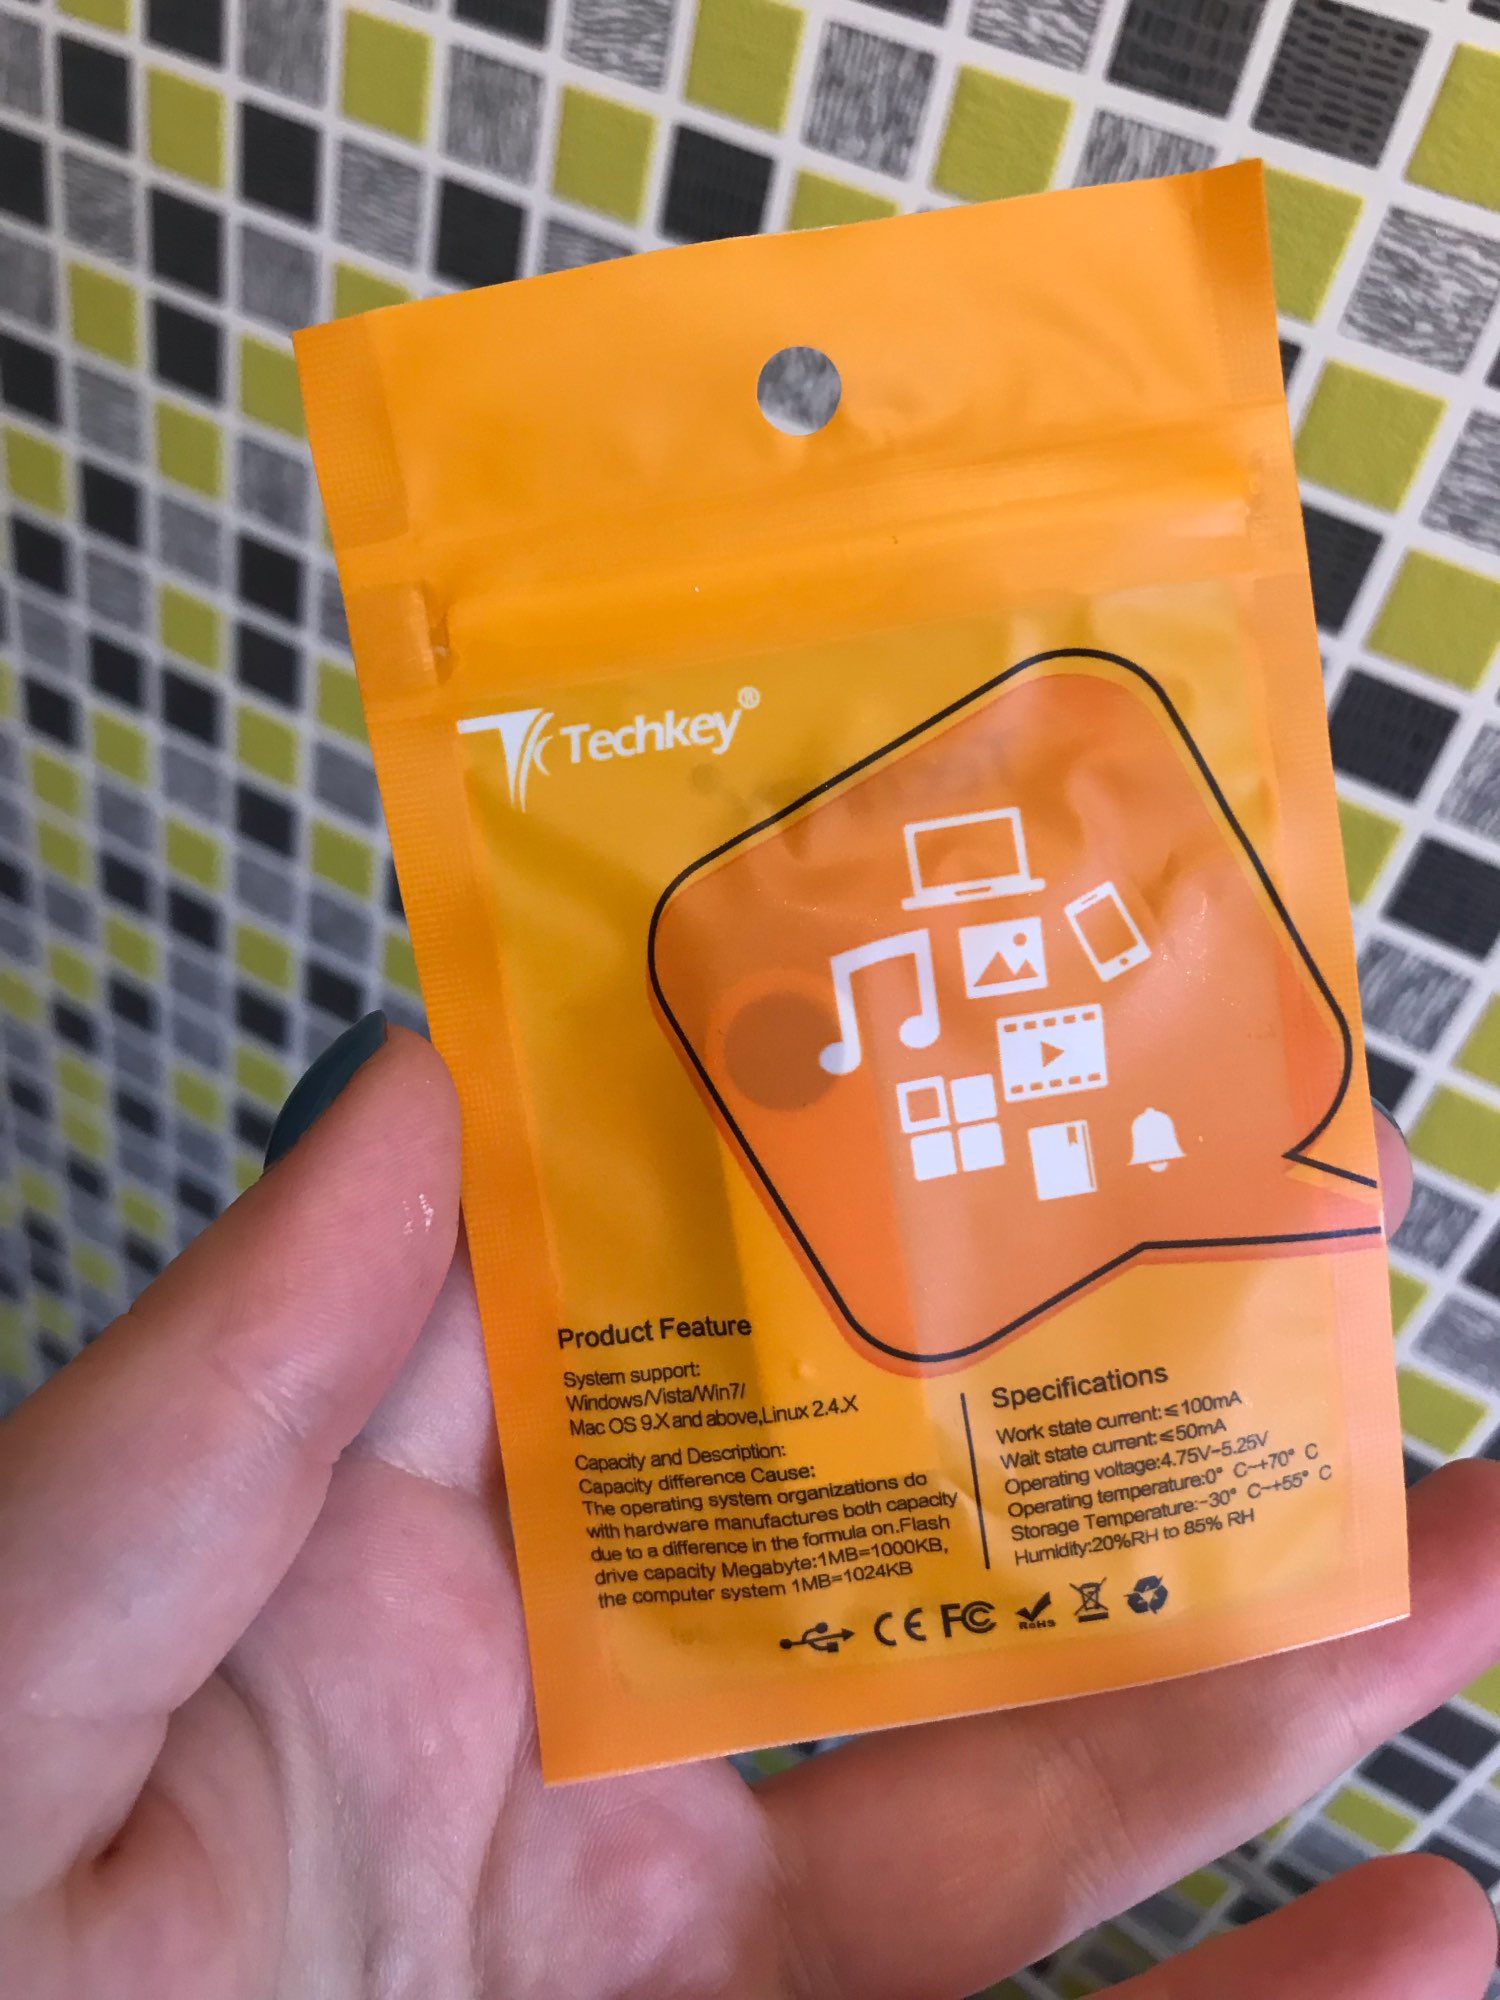 Techkey®
Product Feature
System support:
Windows/Vista/Win7/
Mac OS 9.X and above,Linux 2.4.X
Capacity and Description:
Capacity difference Cause:
The operating system organizations do
with hardware manufactures both capacity
due to a difference in the formula on.Flash
drive capacity Megabyte:1MB=1000KB,
the computer system 1MB=1024KB
Specifications
Work state current:≤100mA
Wait state current:≤50mA
Operating voltage:4.75V~5.25V
Operating temperature:0° C~+70° C
Storage Temperature:-30° C~+55° C
Humidity:20%RH to 85% RH
CE FC RoHS